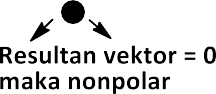 Resultan vektor = 0
maka nonpolar